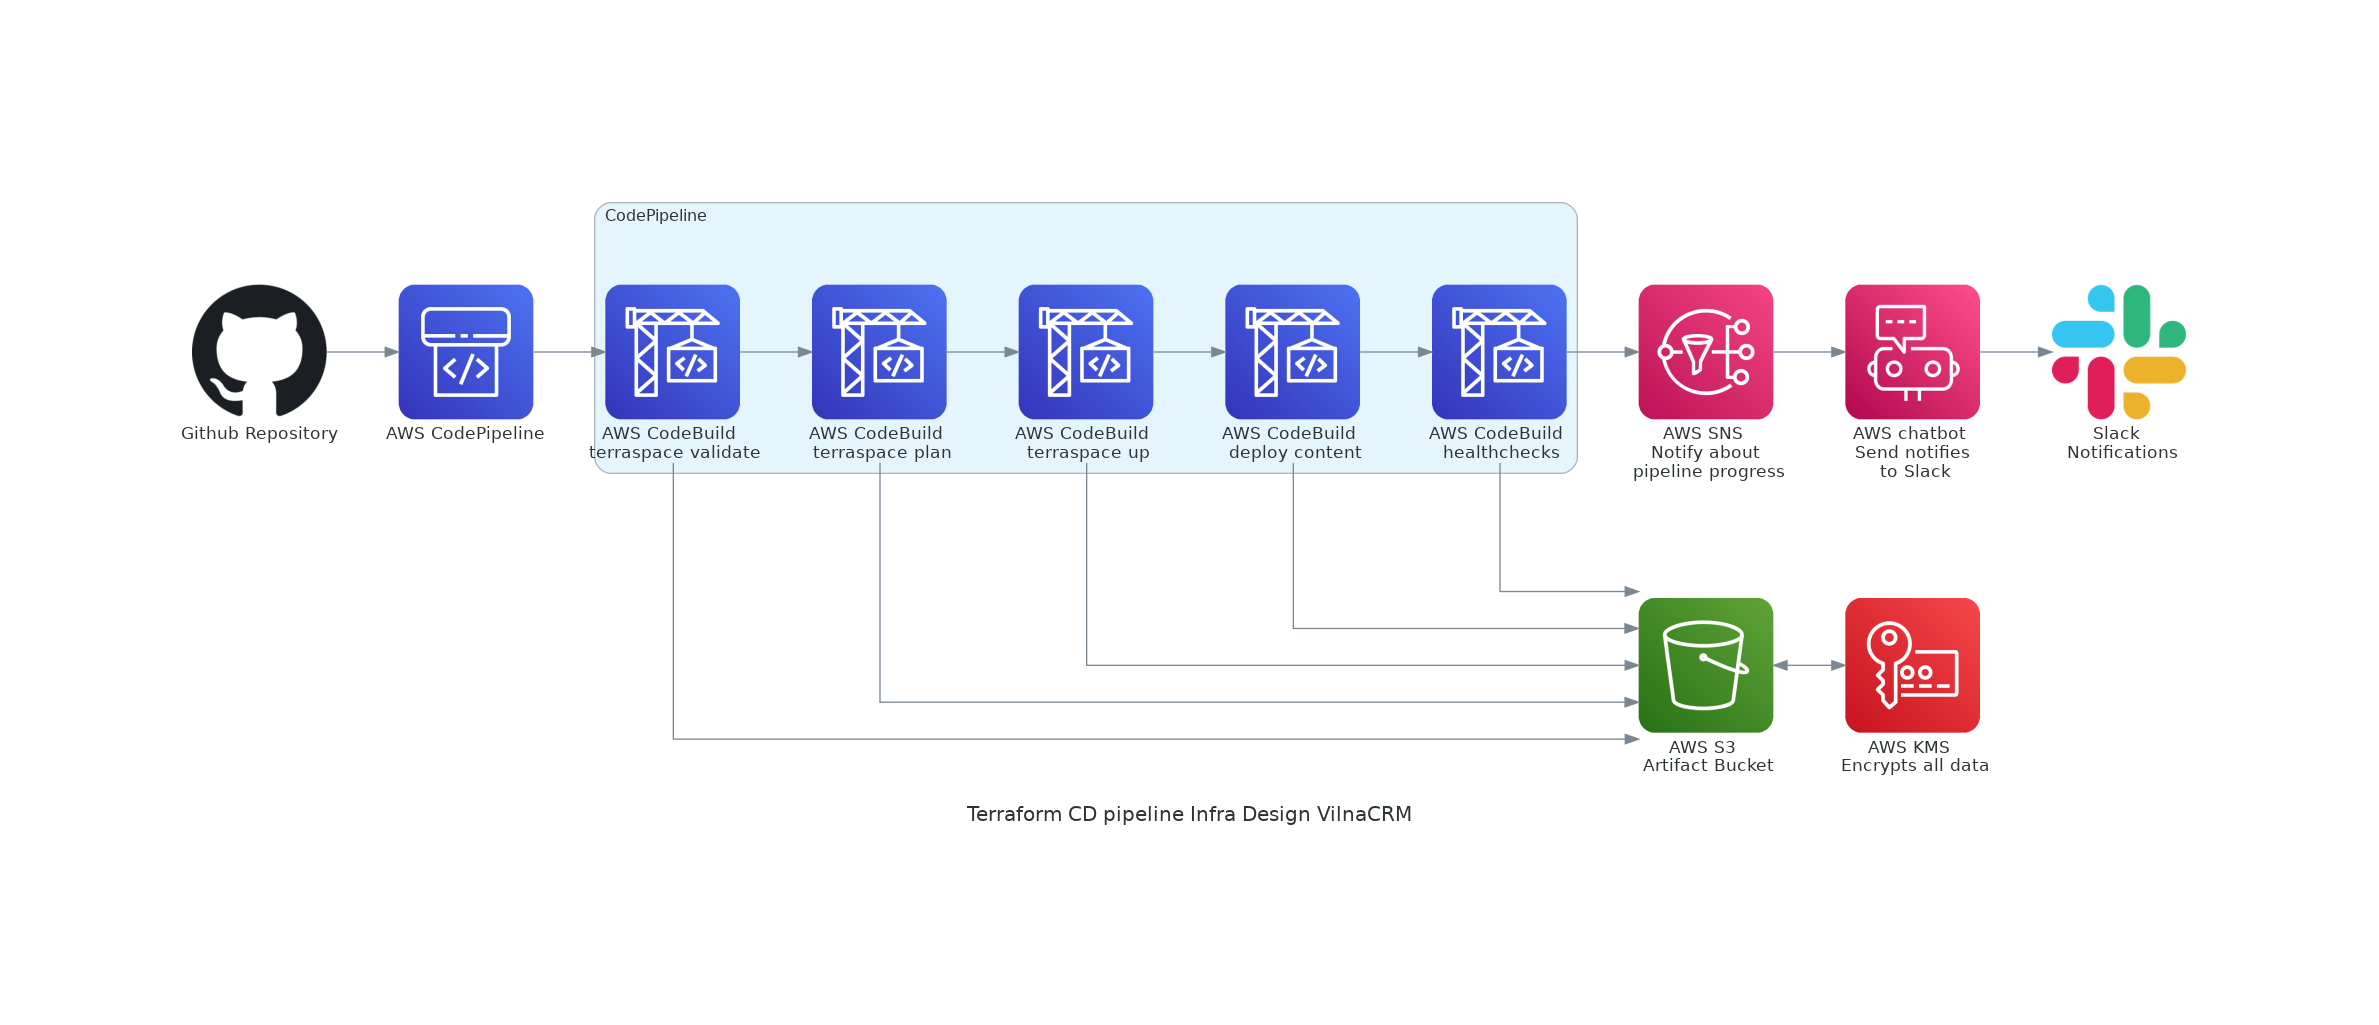 CodePipeline
Github Repository
AWS CodePipeline
AWS CodeBuild
terraspace validate
AWS CodeBuild
terraspace plan
AWS CodeBuild
terraspace up
AWS CodeBuild
deploy content
AWS CodeBuild
healthchecks
AWS SNS
Notify about
pipeline progress
AWS chatbot
Send notifies
to Slack
Slack
Notifications
AWS S3
Artifact Bucket
AWS KMS
Encrypts all data
Terraform CD pipeline Infra Design VilnaCRM